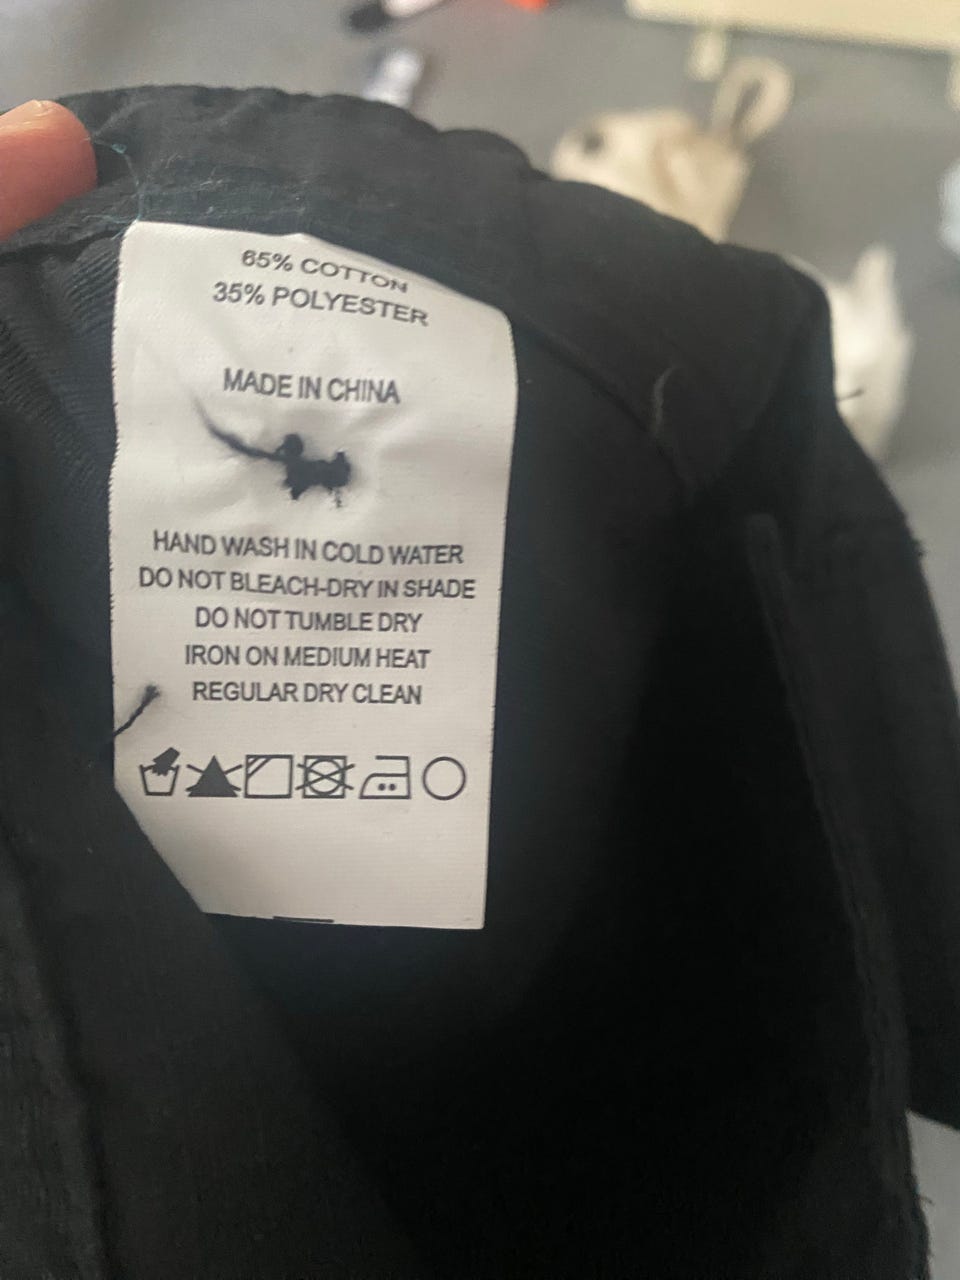 65% COTTON
35% POLYESTER
MADE IN CHINA
HAND WASH IN COLD WATER
DO NOT BLEACH-DRY IN SHADE
DO NOT TUMBLE DRY
IRON ON MEDIUM HEAT
REGULAR DRY CLEAN